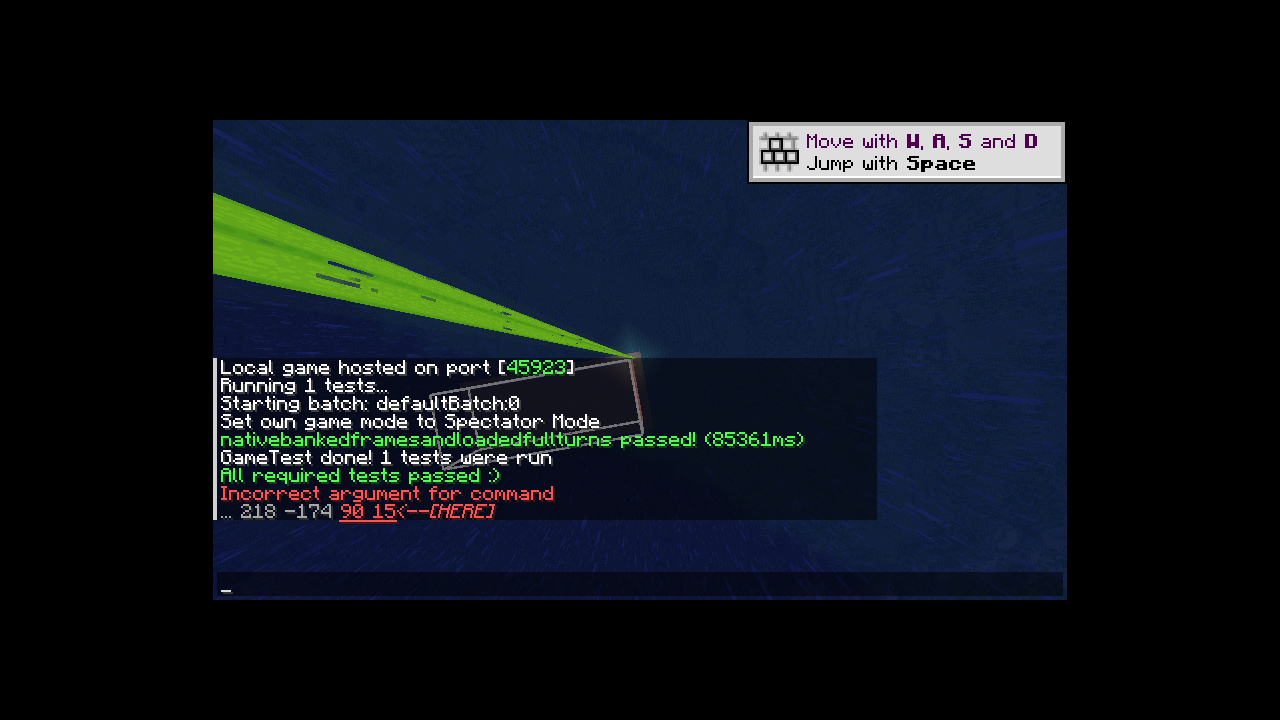 Move with W, A, S and D
Jump with Space
Local game hosted on port [45923]
Running 1 tests...
Starting batch: defaultBatch:0
Set own game mode to Spectator Mode
nativebankedframesandloadedfullturns passed! (85361ms)
GameTest done! 1 tests were run
All required tests passed :)
Incorrect argument for command
... 218 -174 90 15<--[HERE]
_